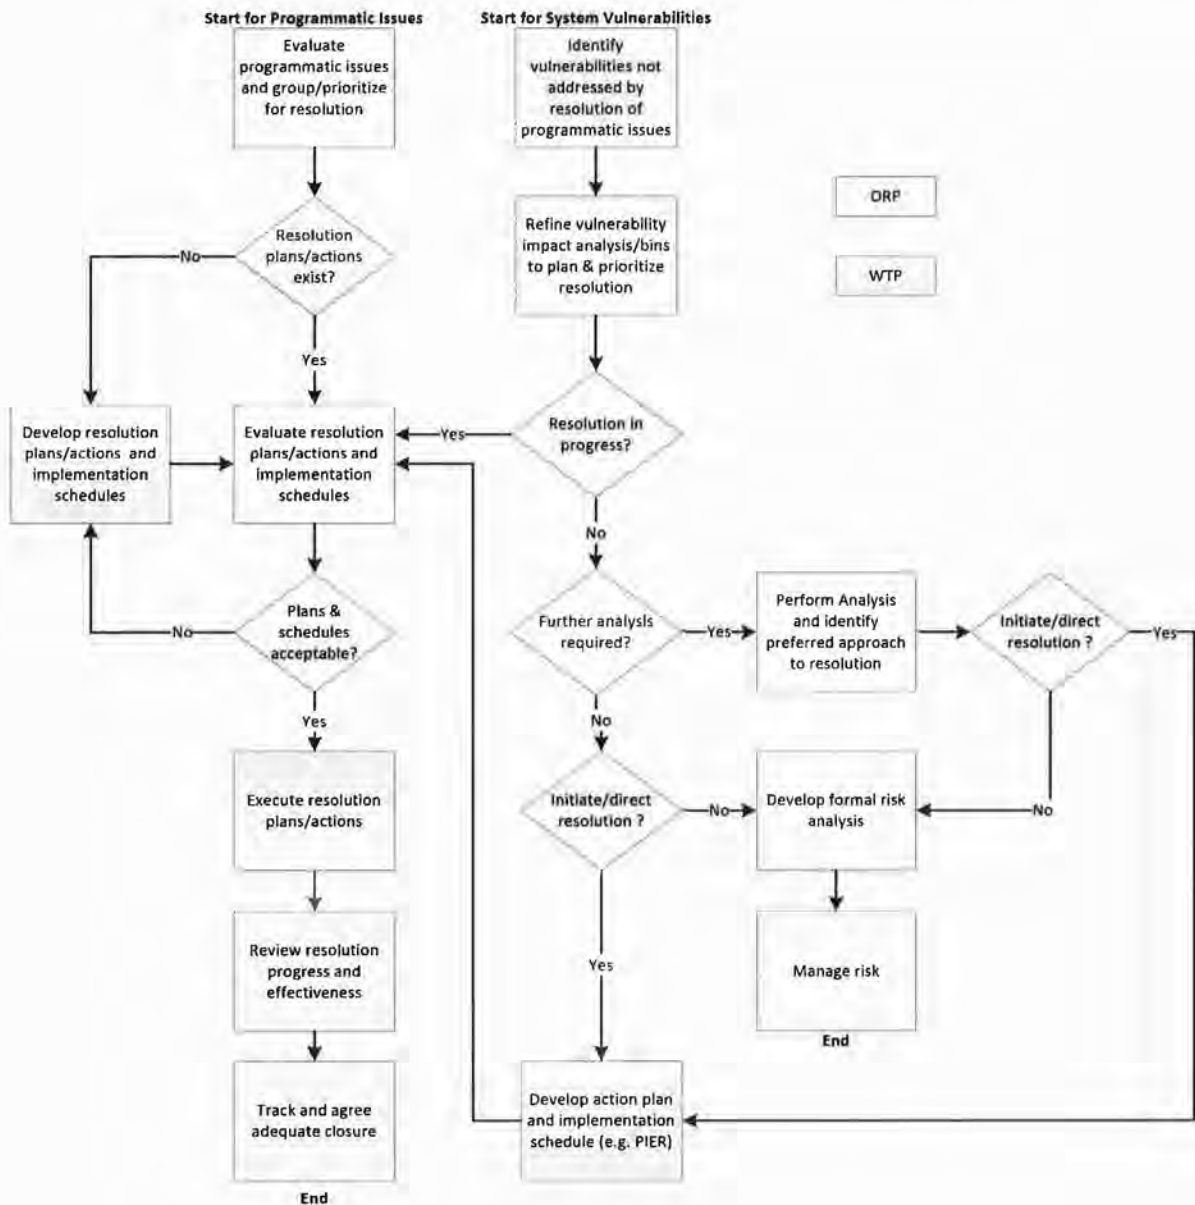 Start for Programmatic Issues
Evaluate
programmatic issues
and group/prioritize
for resolution
Resolution
plans/actions
exist?
No
Yes
Develop resolution
plans/actions and
implementation
schedules
Evaluate resolution
plans/actions and
implementation
schedules
Plans &
schedules
acceptable?
No
Yes
Execute resolution
plans/actions
Review resolution
progress and
effectiveness
Track and agree
adequate closure
End
Start for System Vulnerabilities
Identify
vulnerabilities not
addressed by
resolution of
programmatic issues
Refine vulnerability
impact analysis/bins
to plan & prioritize
resolution
Resolution in
progress?
Yes
No
Further analysis
required?
Yes
No
Initiate/direct
resolution ?
No
Yes
Develop action plan
and implementation
schedule (e.g. PIER)
Perform Analysis
and identify
preferred approach
to resolution
Initiate/direct
resolution ?
Yes
No
Develop formal risk
analysis
Manage risk
End
ORP
WTP